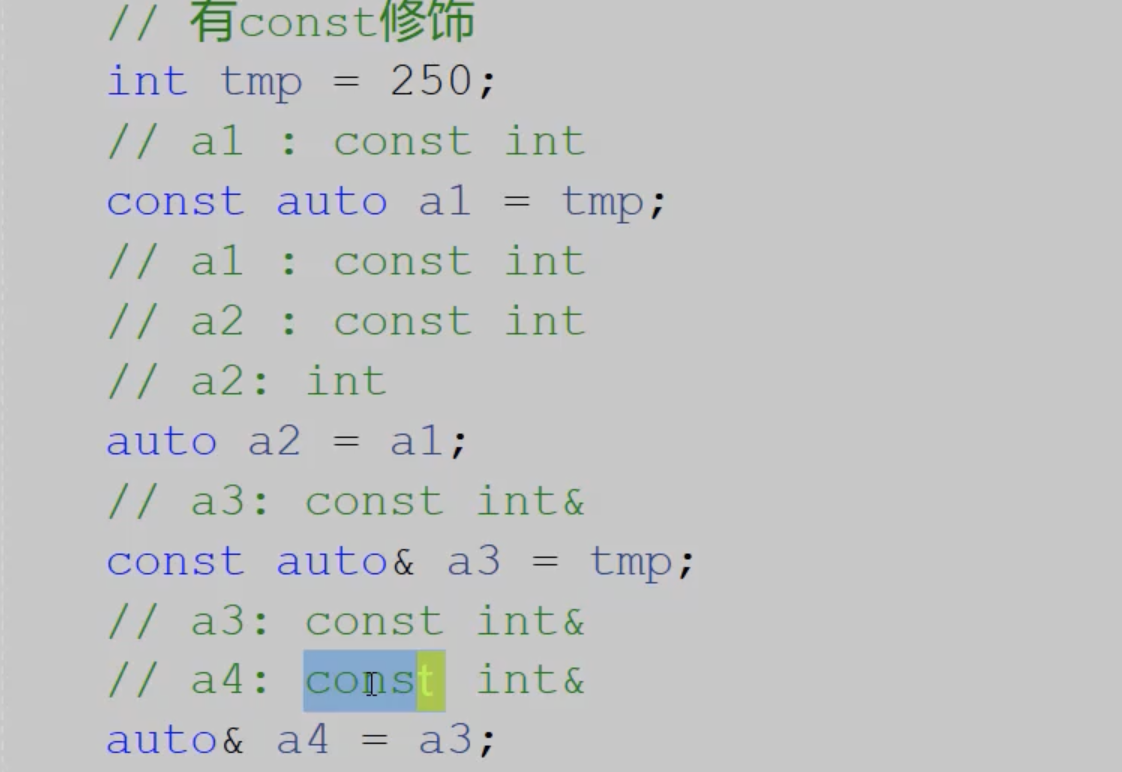 // 有const修饰
int tmp = 250;
// a1 : const int
const auto a1 = tmp;
// a1 : const int
// a2 : const int
// a2: int
auto a2 = a1;
// a3: const int&
const auto& a3 = tmp;
// a3: const int&
// a4: const int&
auto& a4 = a3;